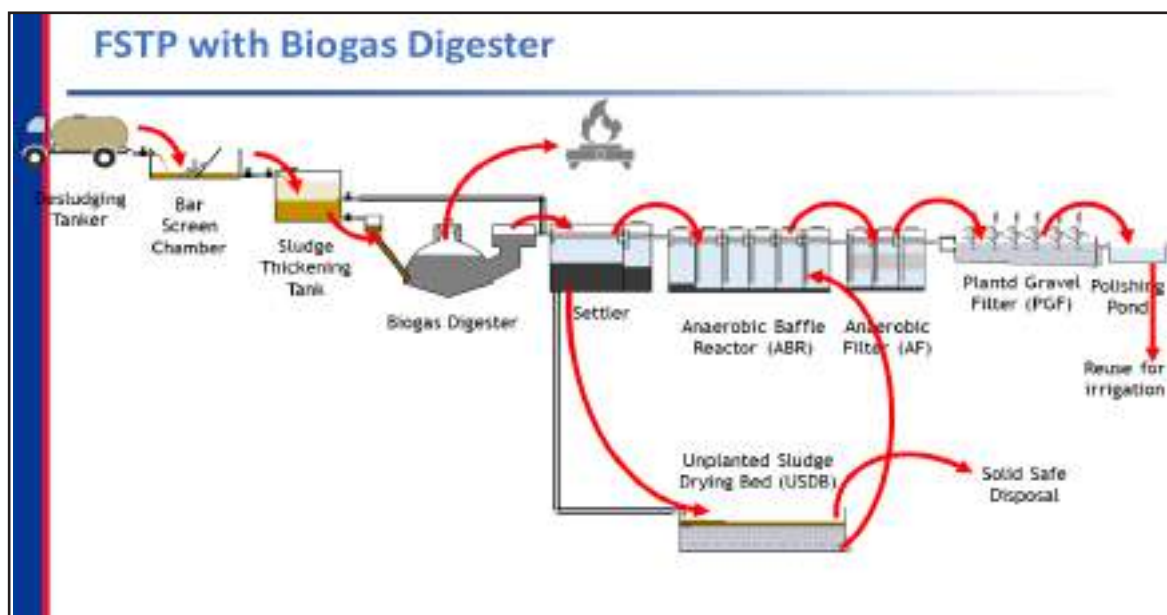 FSTP with Biogas Digester
Desludging
Tanker
Bar
Screen
Chamber
Sludge
Thickening
Tank
Biogas Digester
Settler
Anaerobic Baffle
Reactor (ABR)
Anaerobic
Filter (AF)
Plantd Gravel
Filter (PGF)
Polishing
Pond
Reuse for
irrigation
Unplanted Sludge
Drying Bed (USDB)
Solid Safe
Disposal